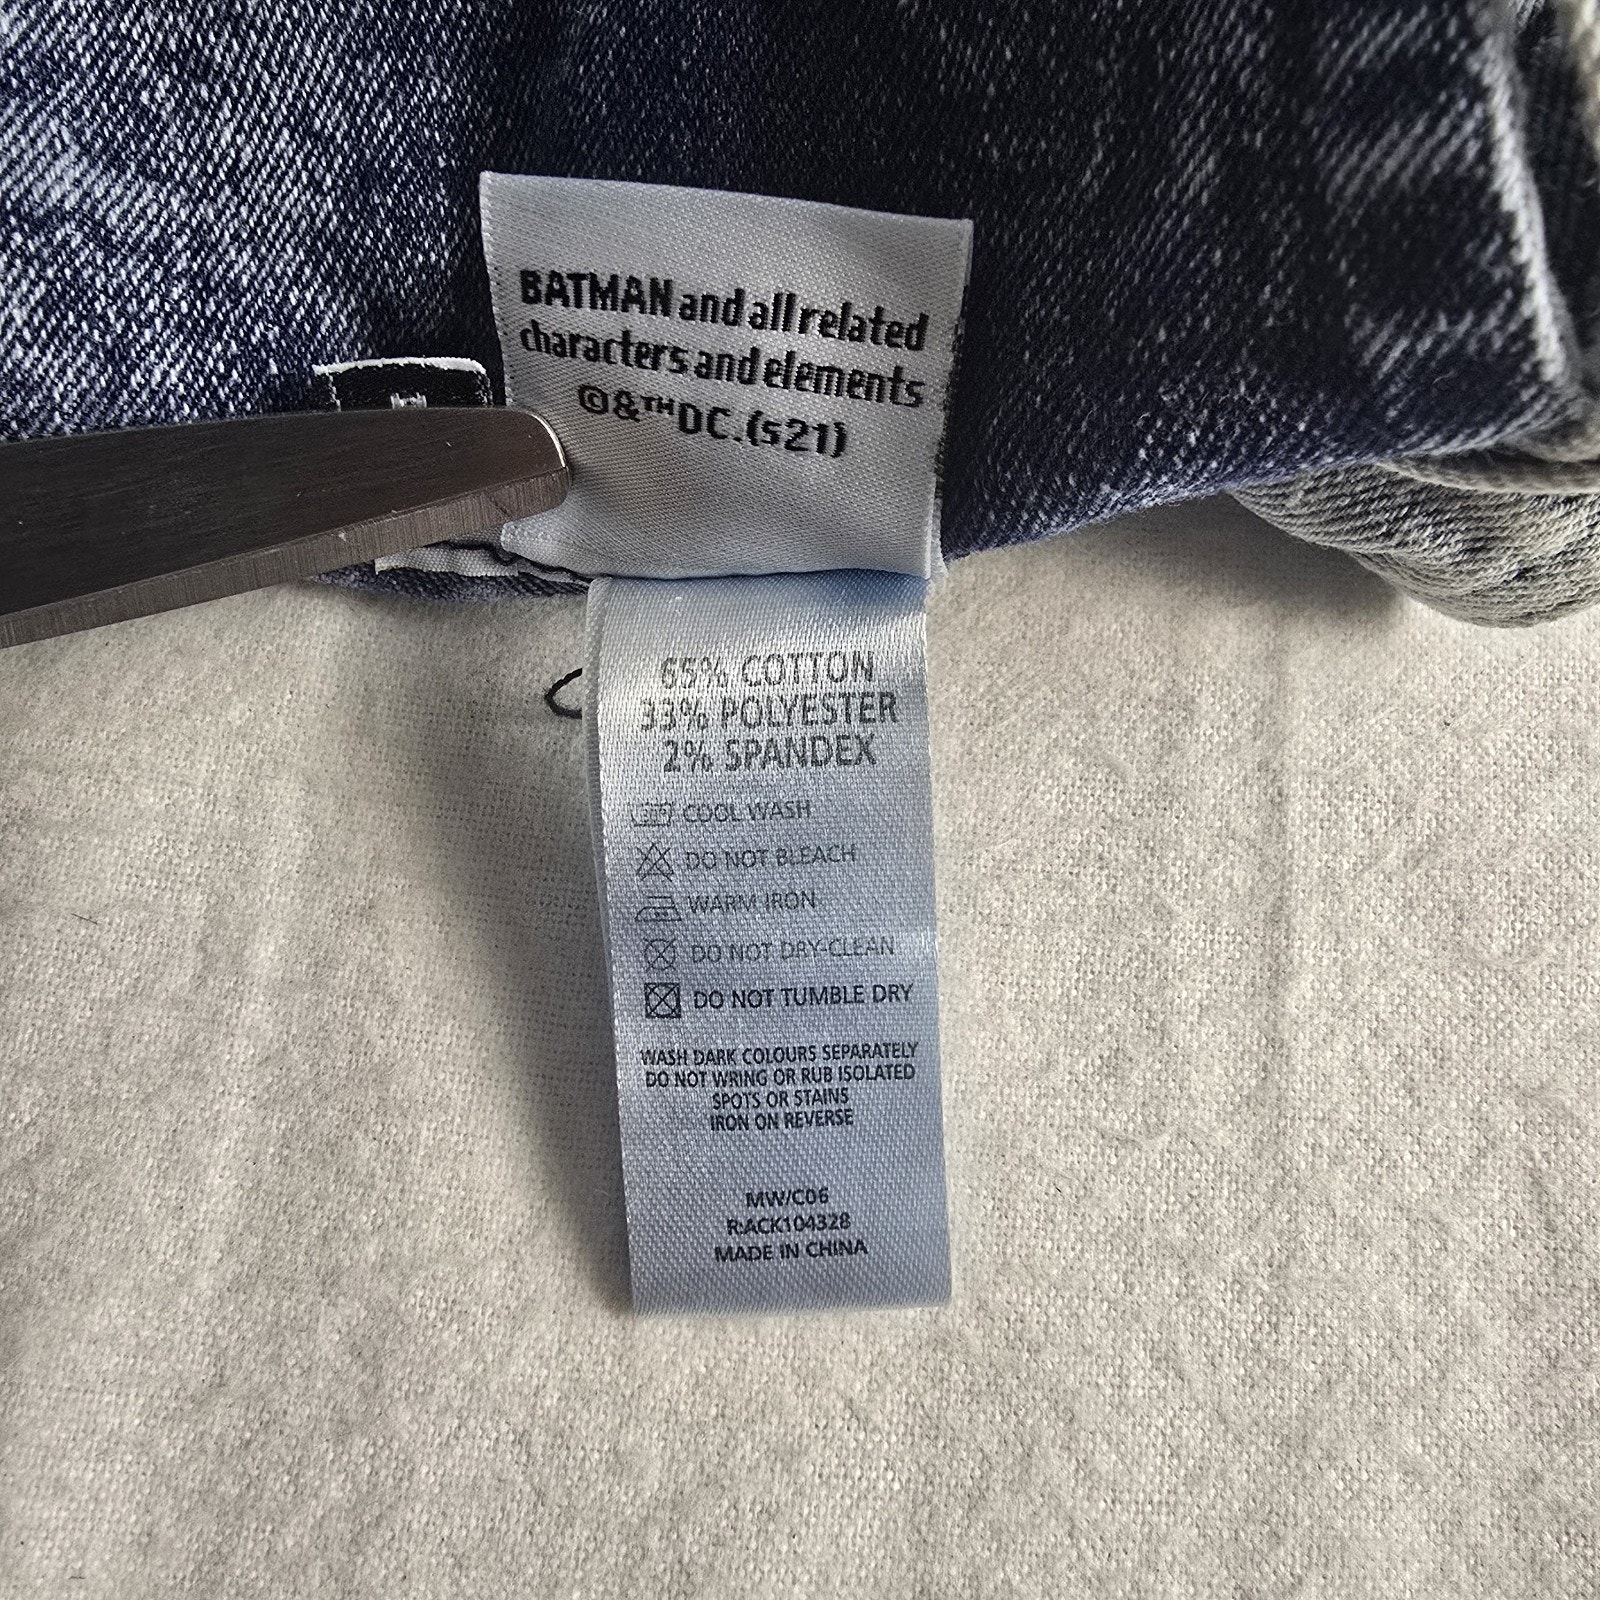 BATMAN and all related
characters and elements
©&™DC.(s21)
65% COTTON
33% POLYESTER
2% SPANDEX
COOL WASH
DO NOT BLEACH
WARM IRON
DO NOT DRY-CLEAN
DO NOT TUMBLE DRY
WASH DARK COLOURS SEPARATELY
DO NOT WRING OR RUB ISOLATED
SPOTS OR STAINS
IRON ON REVERSE
MW/C06
R:ACK104328
MADE IN CHINA